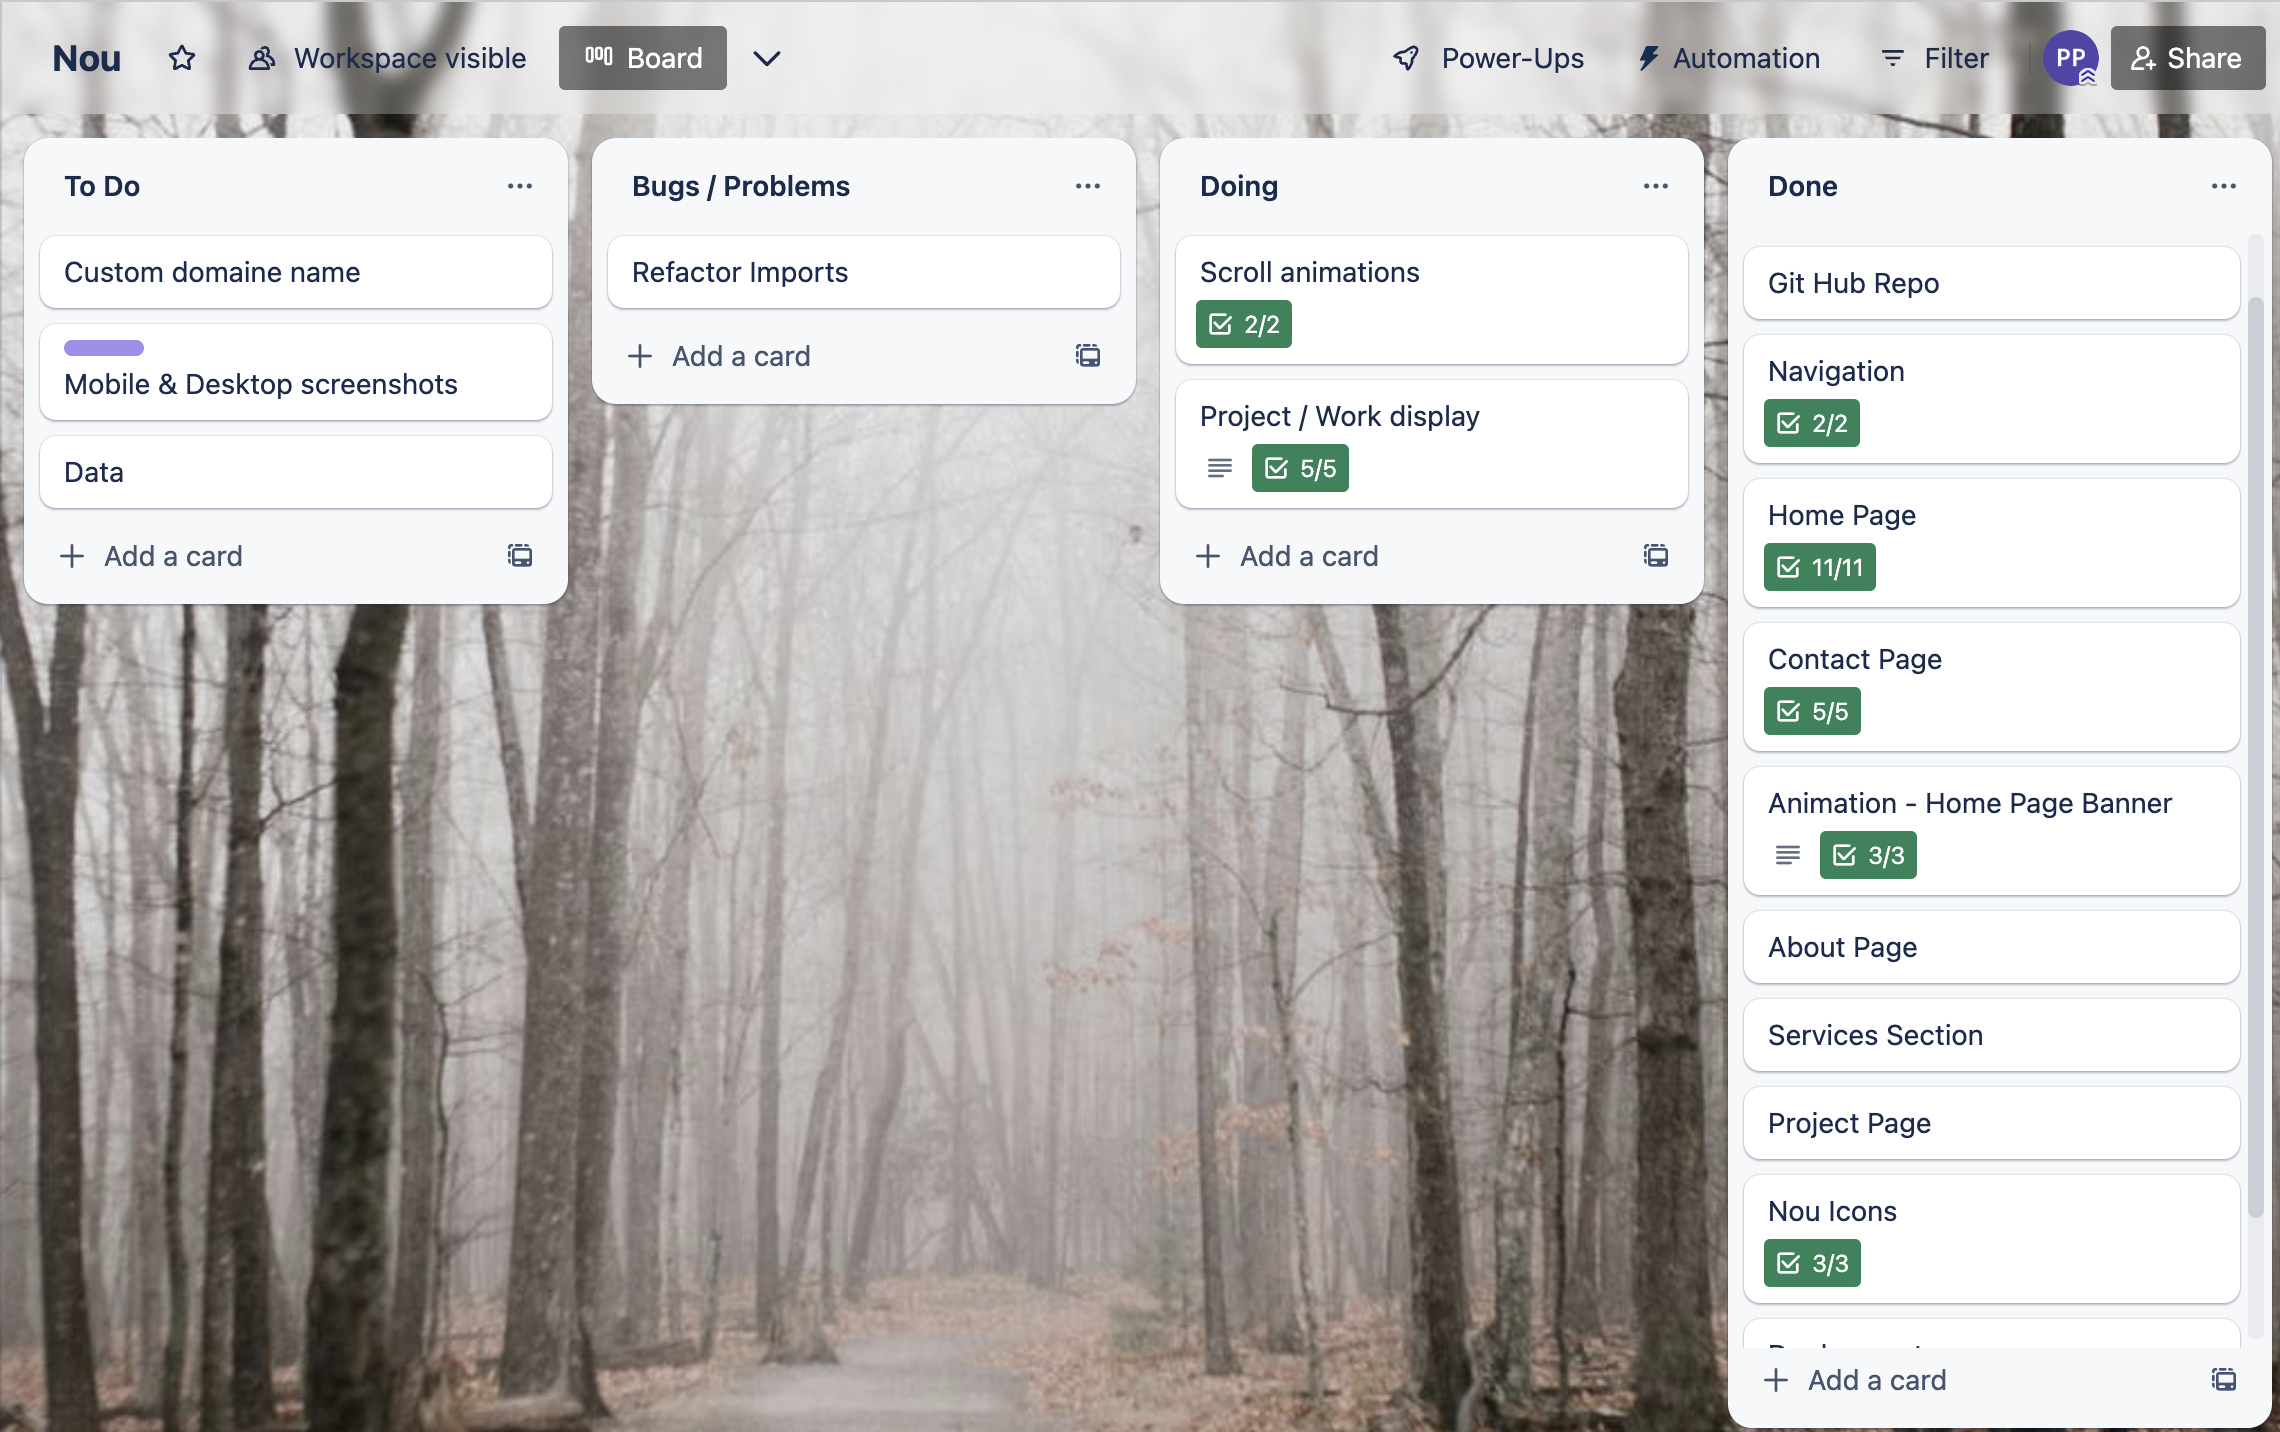 Nou
Workspace visible
Board
Power-Ups
Automation
Filter
PP
Share
To Do
Custom domaine name
Mobile & Desktop screenshots
Data
Add a card
Bugs / Problems
Refactor Imports
Add a card
Doing
Scroll animations
2/2
Project / Work display
5/5
Add a card
Done
Git Hub Repo
Navigation
2/2
Home Page
11/11
Contact Page
5/5
Animation - Home Page Banner
3/3
About Page
Services Section
Project Page
Nou Icons
3/3
Add a card